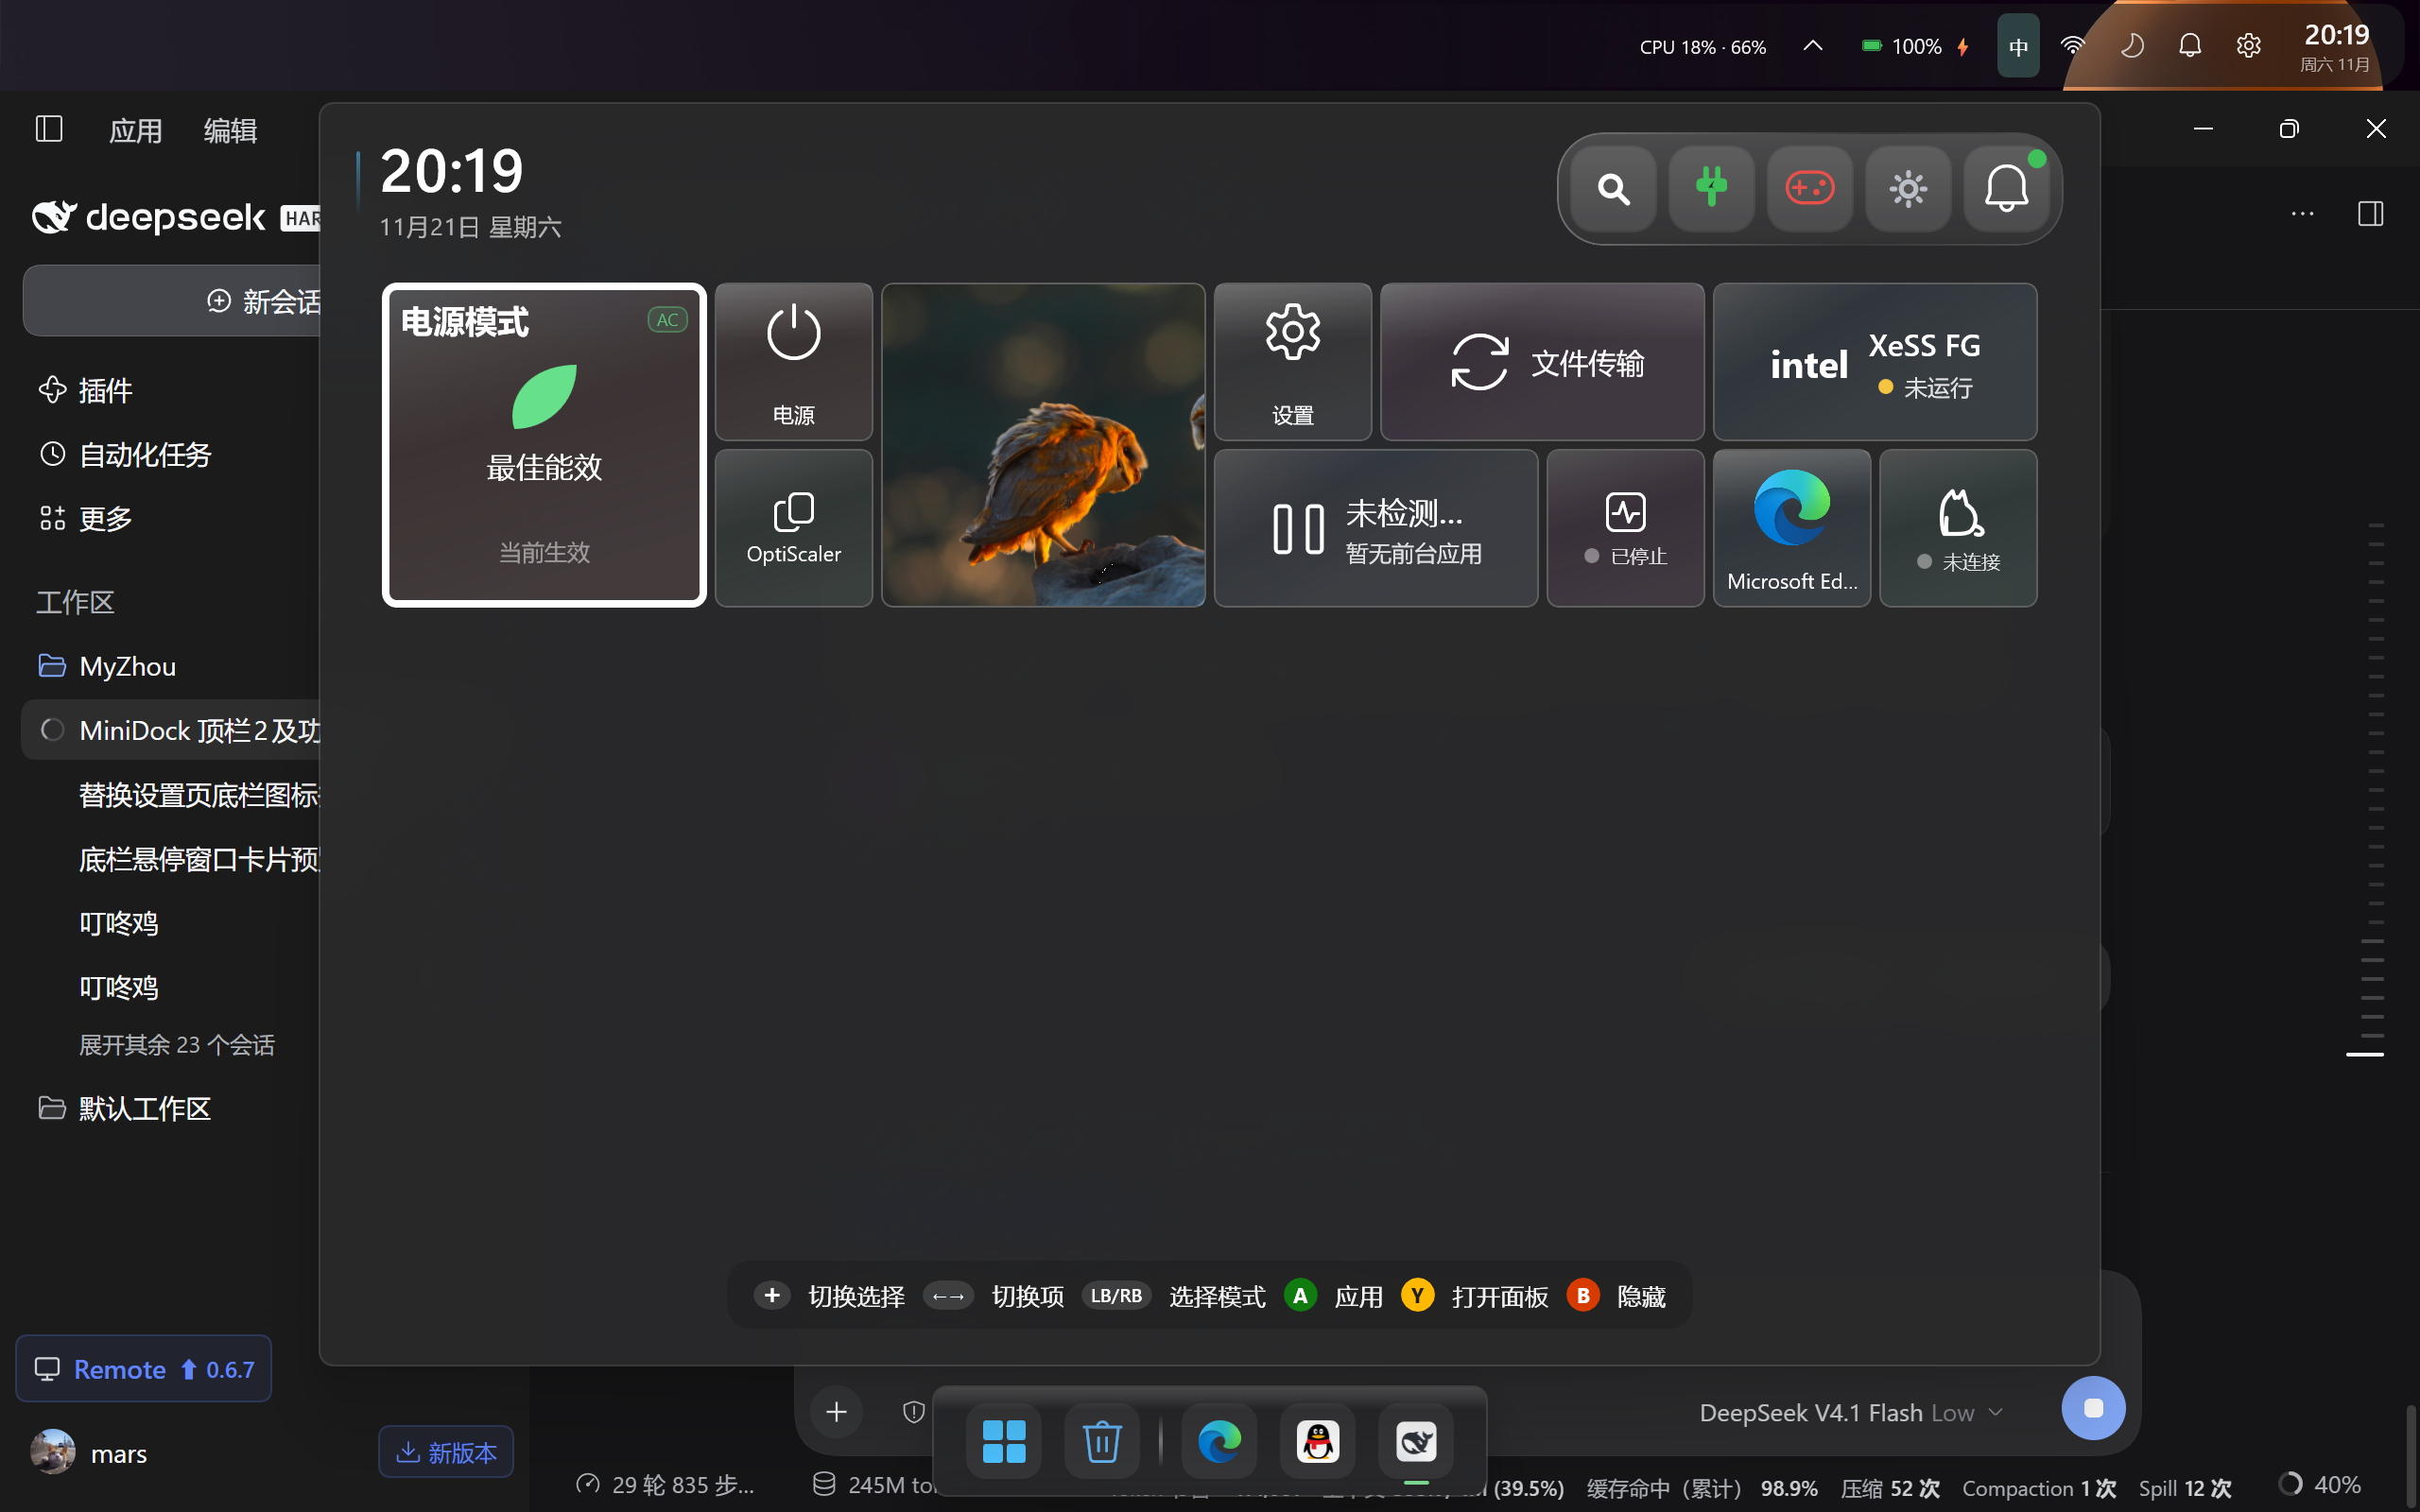 CPU 18% · 66%
100%
中
20:19
周六 11月
应用
编辑
deepseek
HAR
新会话
插件
自动化任务
更多
工作区
MyZhou
MiniDock 顶栏2及功
替换设置页底栏图标
底栏悬停窗口卡片预
叮咚鸡
叮咚鸡
展开其余 23 个会话
默认工作区
Remote
0.6.7
mars
新版本
20:19
11月21日 星期六
电源模式
AC
最佳能效
当前生效
电源
OptiScaler
设置
文件传输
intel
XeSS FG
未运行
未检测...
暂无前台应用
已停止
Microsoft Ed...
未连接
切换选择
切换项
LB/RB
选择模式
A
应用
Y
打开面板
B
隐藏
DeepSeek V4.1 Flash Low
29 轮 835 步...
245M to
(39.5%)
缓存命中（累计） 98.9%
压缩 52 次
Compaction 1 次
Spill 12 次
40%